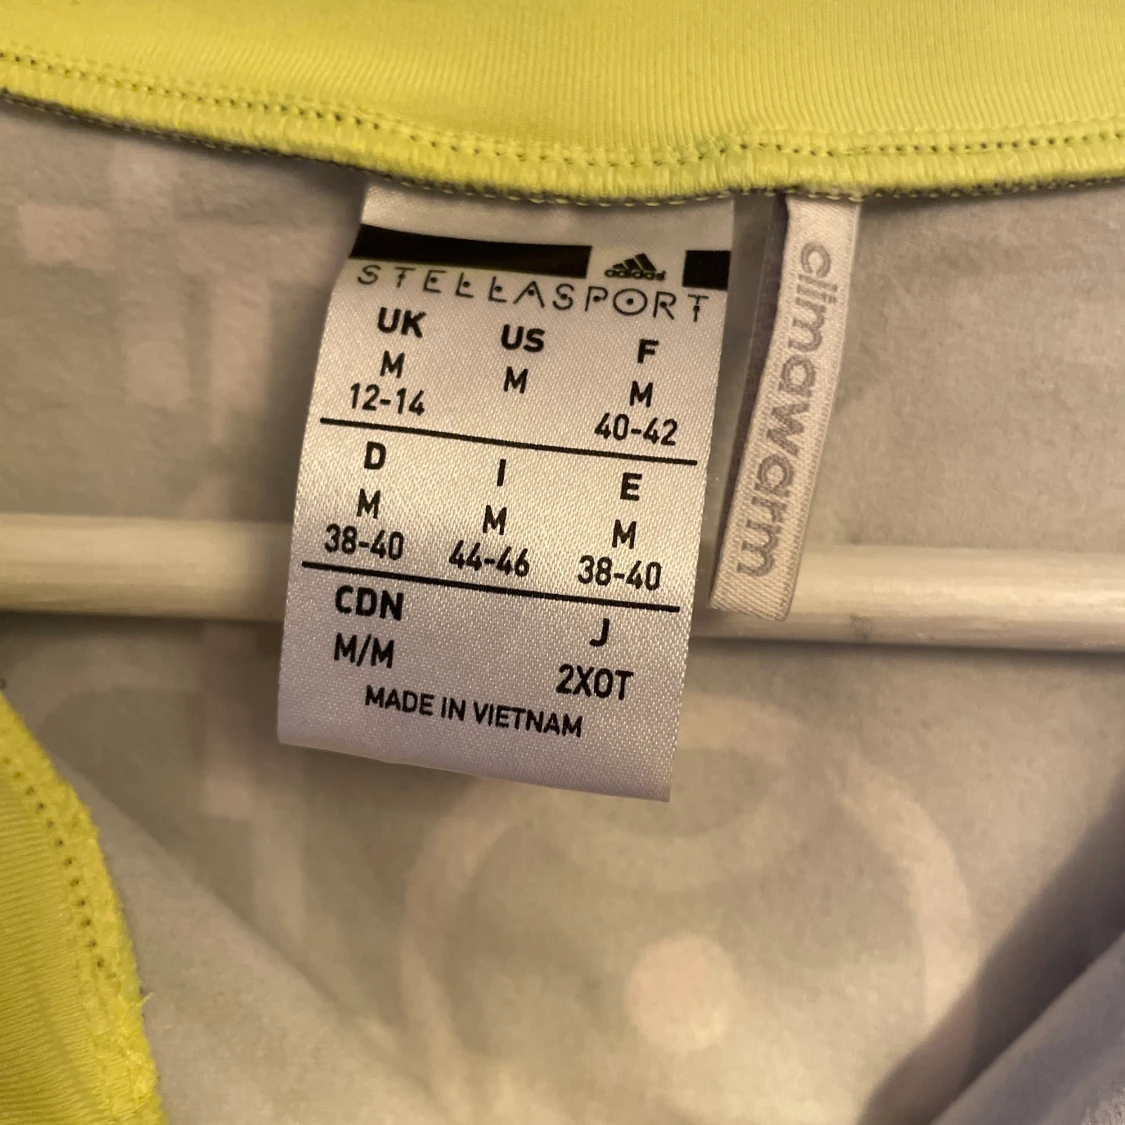 adidas
STELLASPORT
UK US F
M M M
12-14 40-42
D I E
M M M
38-40 44-46 38-40
CDN J
M/M 2XOT
MADE IN VIETNAM
climawarm